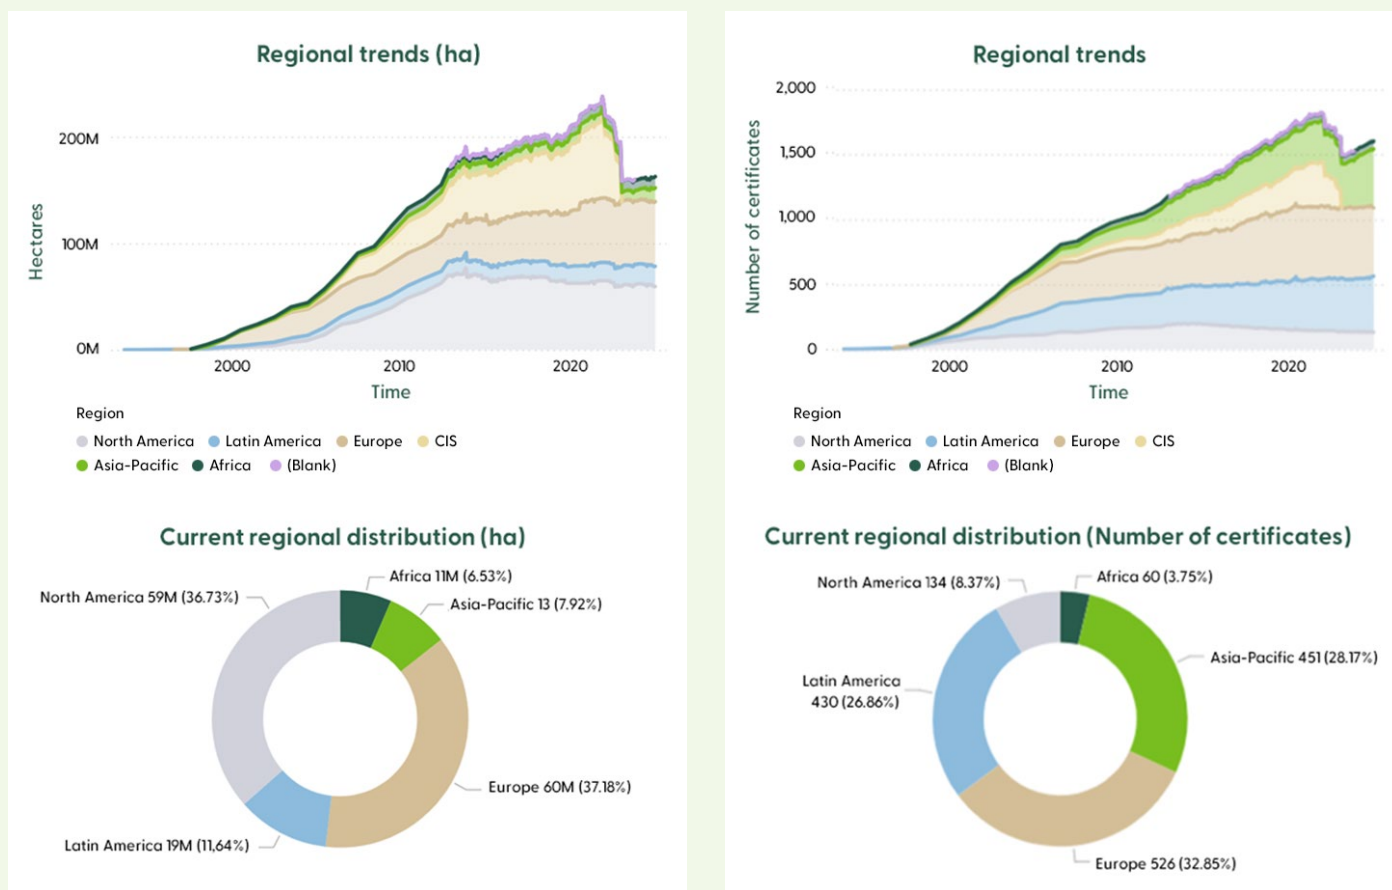 Regional trends (ha)
200M
100M
0M
Hectares
2000 2010 2020
Time
Region
North America Latin America Europe CIS
Asia-Pacific Africa (Blank)
Regional trends
2,000
1,500
1,000
500
0
Number of certificates
2000 2010 2020
Time
Region
North America Latin America Europe CIS
Asia-Pacific Africa (Blank)
Current regional distribution (ha)
Africa 11M (6.53%)
North America 59M (36.73%)
Asia-Pacific 13 (7.92%)
Europe 60M (37.18%)
Latin America 19M (11,64%)
Current regional distribution (Number of certificates)
North America 134 (8.37%)
Africa 60 (3.75%)
Asia-Pacific 451 (28.17%)
Latin America
430 (26.86%)
Europe 526 (32.85%)